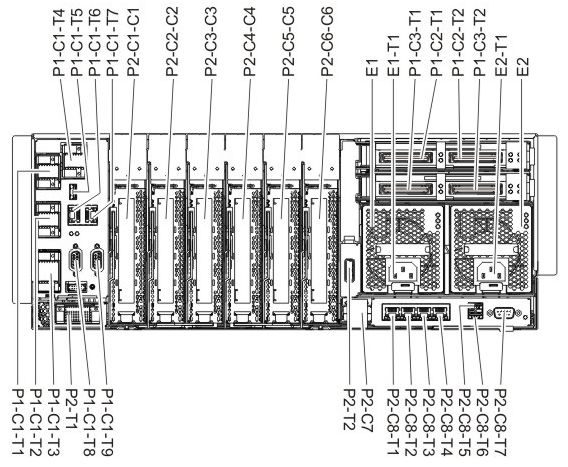 P1-C1-T4
P1-C1-T5
P1-C1-T6
P1-C1-T7
P2-C1-C1
P2-C2-C2
P2-C3-C3
P2-C4-C4
P2-C5-C5
P2-C6-C6
E1
E1-T1
P1-C3-T1
P1-C2-T1
P1-C2-T2
P1-C3-T2
E2-T1
E2
P1-C1-T1
P1-C1-T2
P1-C1-T3
P2-T1
P1-C1-T8
P1-C1-T9
P2-T2
P2-C7
P2-C8-T1
P2-C8-T2
P2-C8-T3
P2-C8-T4
P2-C8-T5
P2-C8-T6
P2-C8-T7